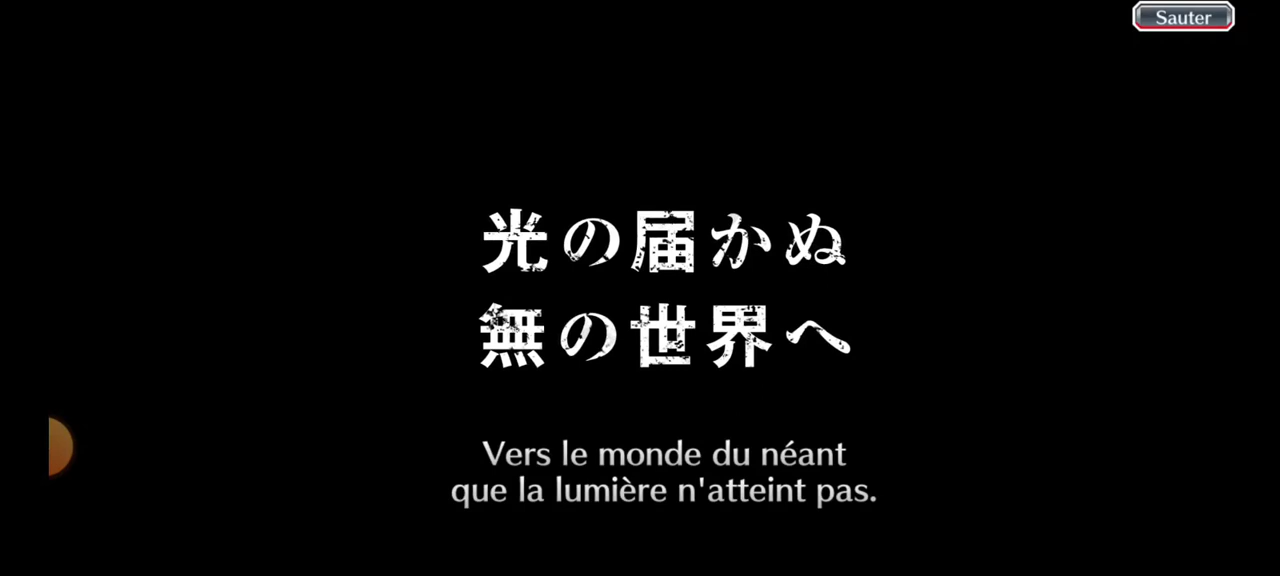 Sauter
光の届かぬ
無の世界へ
Vers le monde du néant
que la lumière n'atteint pas.